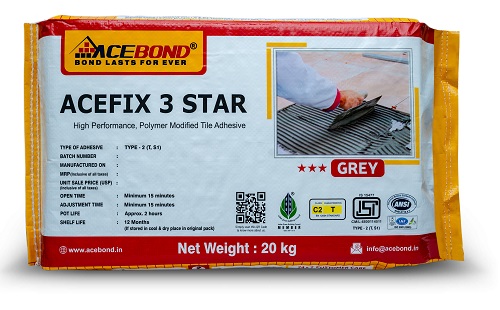 ACEBOND®
BOND LASTS FOR EVER
ACEFIX 3 STAR
High Performance, Polymer Modified Tile Adhesive
TYPE OF ADHESIVE : TYPE - 2 (T, S1)
BATCH NUMBER :
MANUFACTURED ON :
MRP (Inclusive of all taxes) :
UNIT SALE PRICE (USP) :
(Inclusive of all taxes)
OPEN TIME : Minimum 15 minutes
ADJUSTMENT TIME : Minimum 15 minutes
POT LIFE : Approx. 2 hours
SHELF LIFE : 12 Months
(If stored in cool & dry place in original pack)
GREY
MEMBER
C2 T
IS 15477
TYPE - 2 (T, S1)
ANSI
www.acebond.in
Net Weight : 20 kg
info@acebond.in